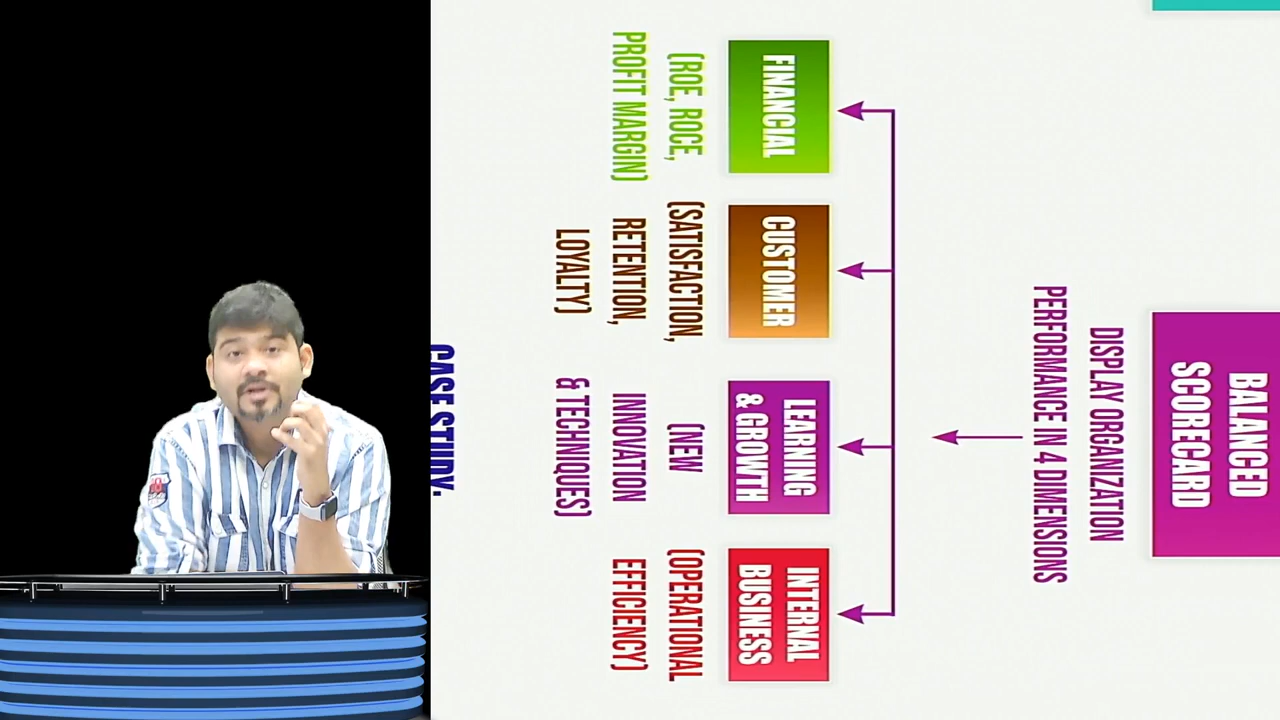 BALANCED
SCORECARD
DISPLAY ORGANIZATION
PERFORMANCE IN 4 DIMENSIONS
FINANCIAL
(ROE, ROCE,
PROFIT MARGIN)
CUSTOMER
(SATISFACTION,
RETENTION,
LOYALTY)
LEARNING
& GROWTH
(NEW
INNOVATION
& TECHNIQUES)
INTERNAL
BUSINESS
(OPERATIONAL
EFFICIENCY)
CASE STUDY: